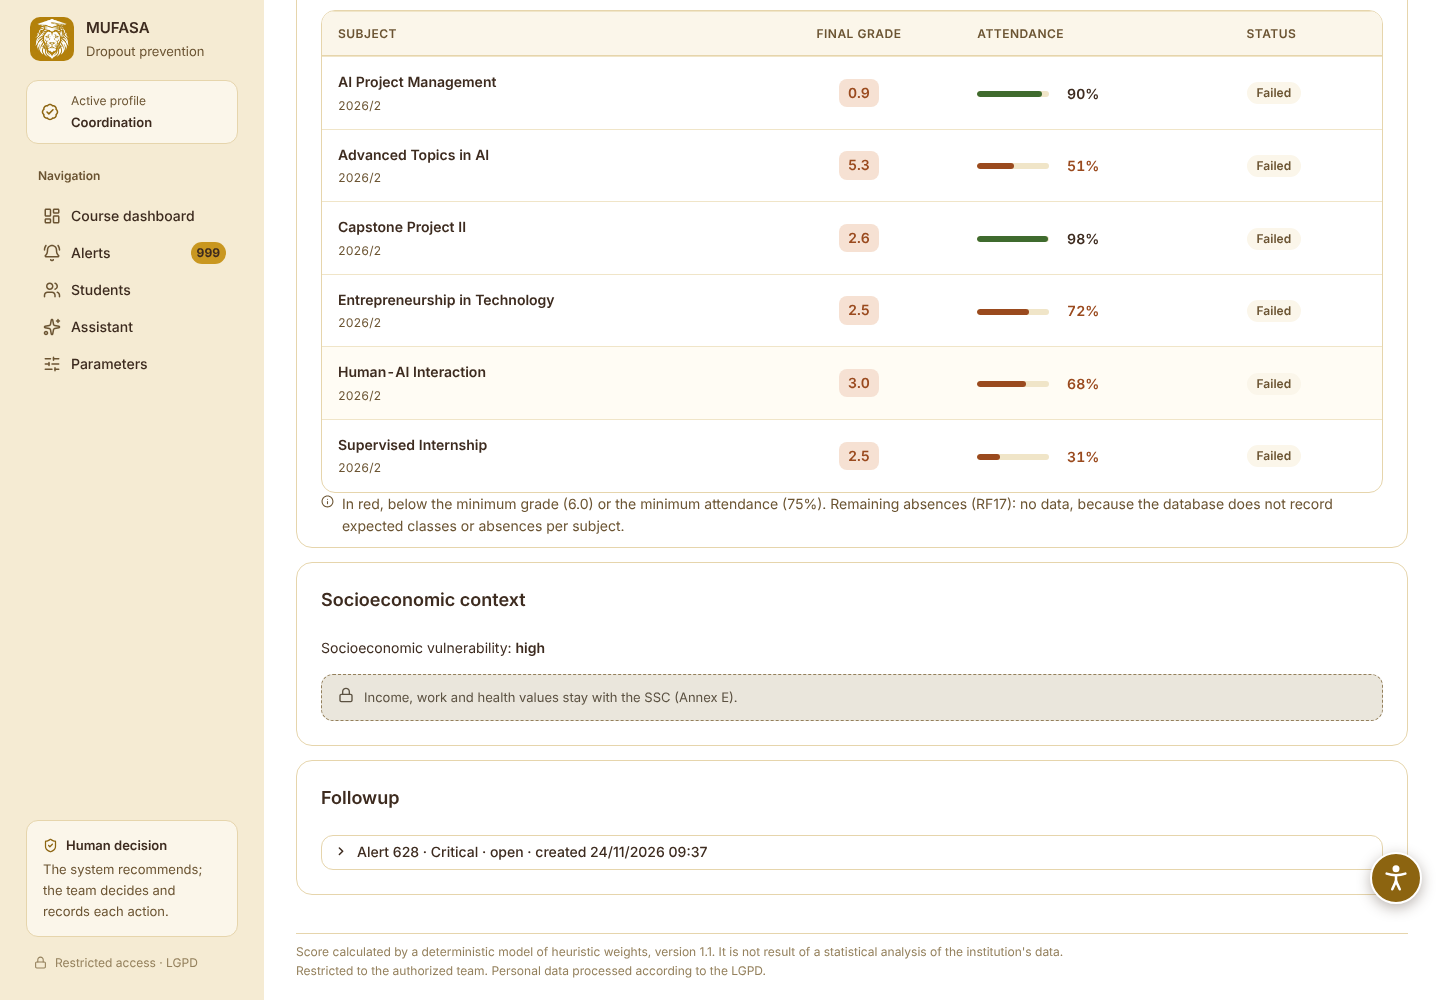 MUFASA
Dropout prevention
Active profile
Coordination
Navigation
Course dashboard
Alerts 999
Students
Assistant
Parameters
Human decision
The system recommends;
the team decides and
records each action.
Restricted access · LGPD
SUBJECT FINAL GRADE ATTENDANCE STATUS
AI Project Management
2026/2
0.9 90% Failed
Advanced Topics in AI
2026/2
5.3 51% Failed
Capstone Project II
2026/2
2.6 98% Failed
Entrepreneurship in Technology
2026/2
2.5 72% Failed
Human-AI Interaction
2026/2
3.0 68% Failed
Supervised Internship
2026/2
2.5 31% Failed
In red, below the minimum grade (6.0) or the minimum attendance (75%). Remaining absences (RF17): no data, because the database does not record
expected classes or absences per subject.
Socioeconomic context
Socioeconomic vulnerability: high
Income, work and health values stay with the SSC (Annex E).
Followup
Alert 628 · Critical · open · created 24/11/2026 09:37
Score calculated by a deterministic model of heuristic weights, version 1.1. It is not result of a statistical analysis of the institution's data.
Restricted to the authorized team. Personal data processed according to the LGPD.